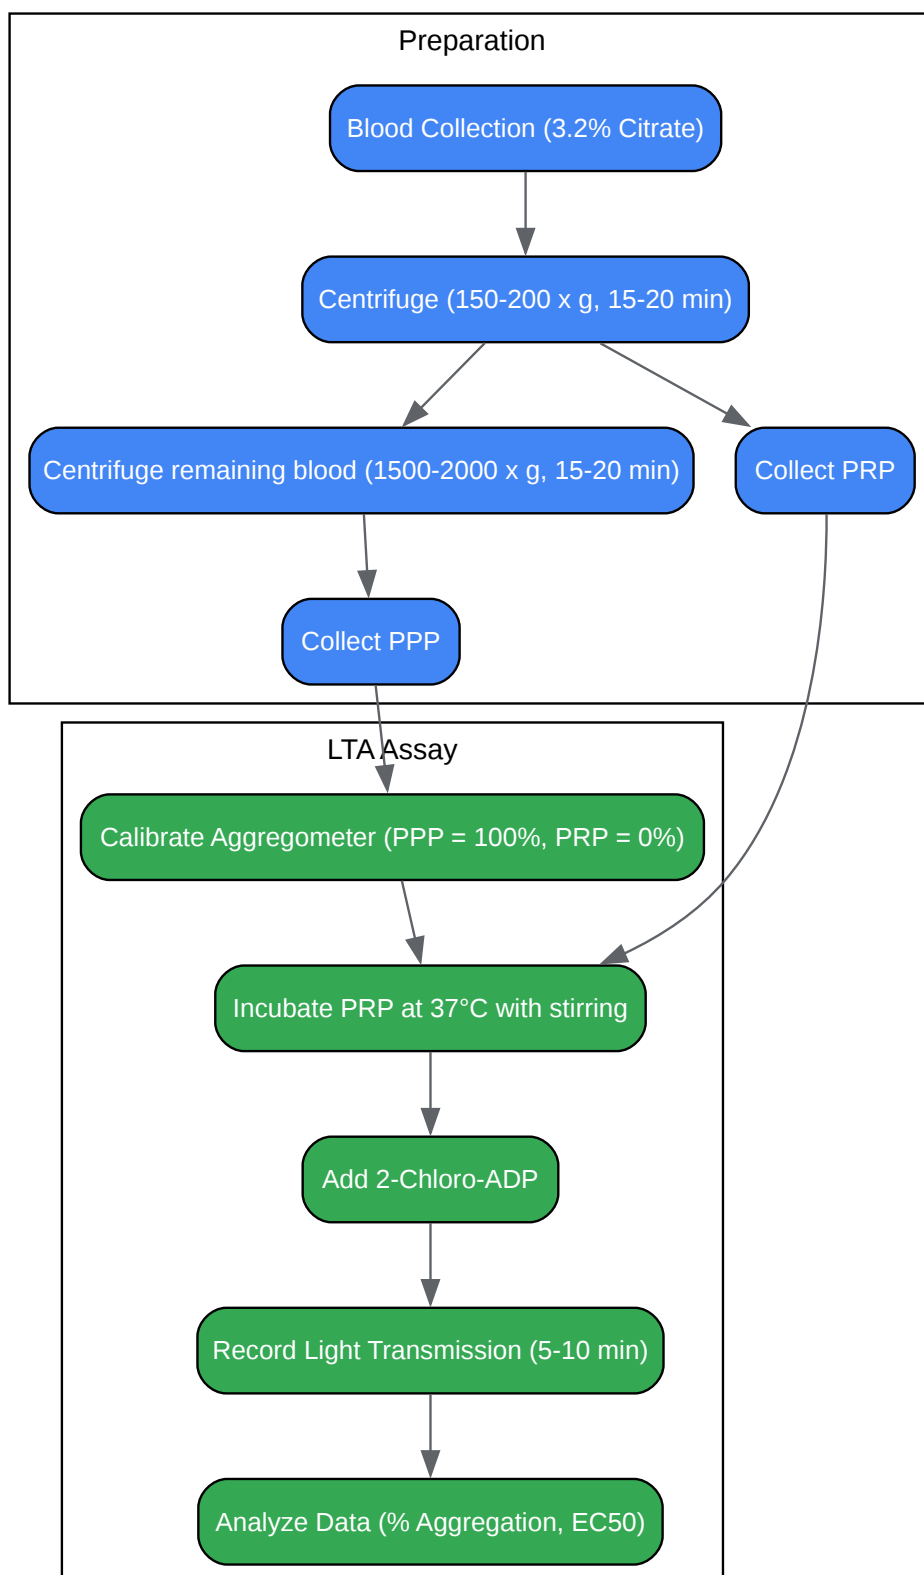 Preparation
Blood Collection (3.2% Citrate)
Centrifuge (150-200 x g, 15-20 min)
Centrifuge remaining blood (1500-2000 x g, 15-20 min)
Collect PRP
Collect PPP
LTA Assay
Calibrate Aggregometer (PPP = 100%, PRP = 0%)
Incubate PRP at 37°C with stirring
Add 2-Chloro-ADP
Record Light Transmission (5-10 min)
Analyze Data (% Aggregation, EC50)